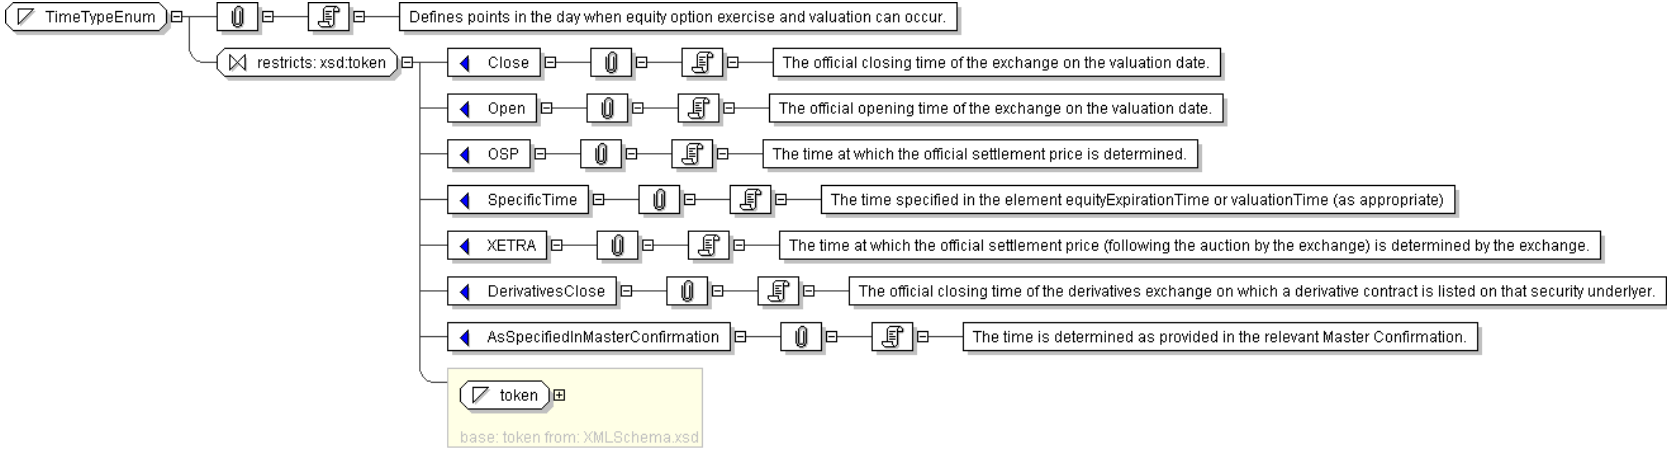 TimeTypeEnum Defines points in the day when equity option exercise and valuation can occur.
restricts: xsd:token Close The official closing time of the exchange on the valuation date.
Open The official opening time of the exchange on the valuation date.
OSP The time at which the official settlement price is determined.
SpecificTime The time specified in the element equityExpirationTime or valuationTime (as appropriate)
XETRA The time at which the official settlement price (following the auction by the exchange) is determined by the exchange.
DerivativesClose The official closing time of the derivatives exchange on which a derivative contract is listed on that security underlyer.
AsSpecifiedInMasterConfirmation The time is determined as provided in the relevant Master Confirmation.
token
base: token from: XMLSchema.xsd